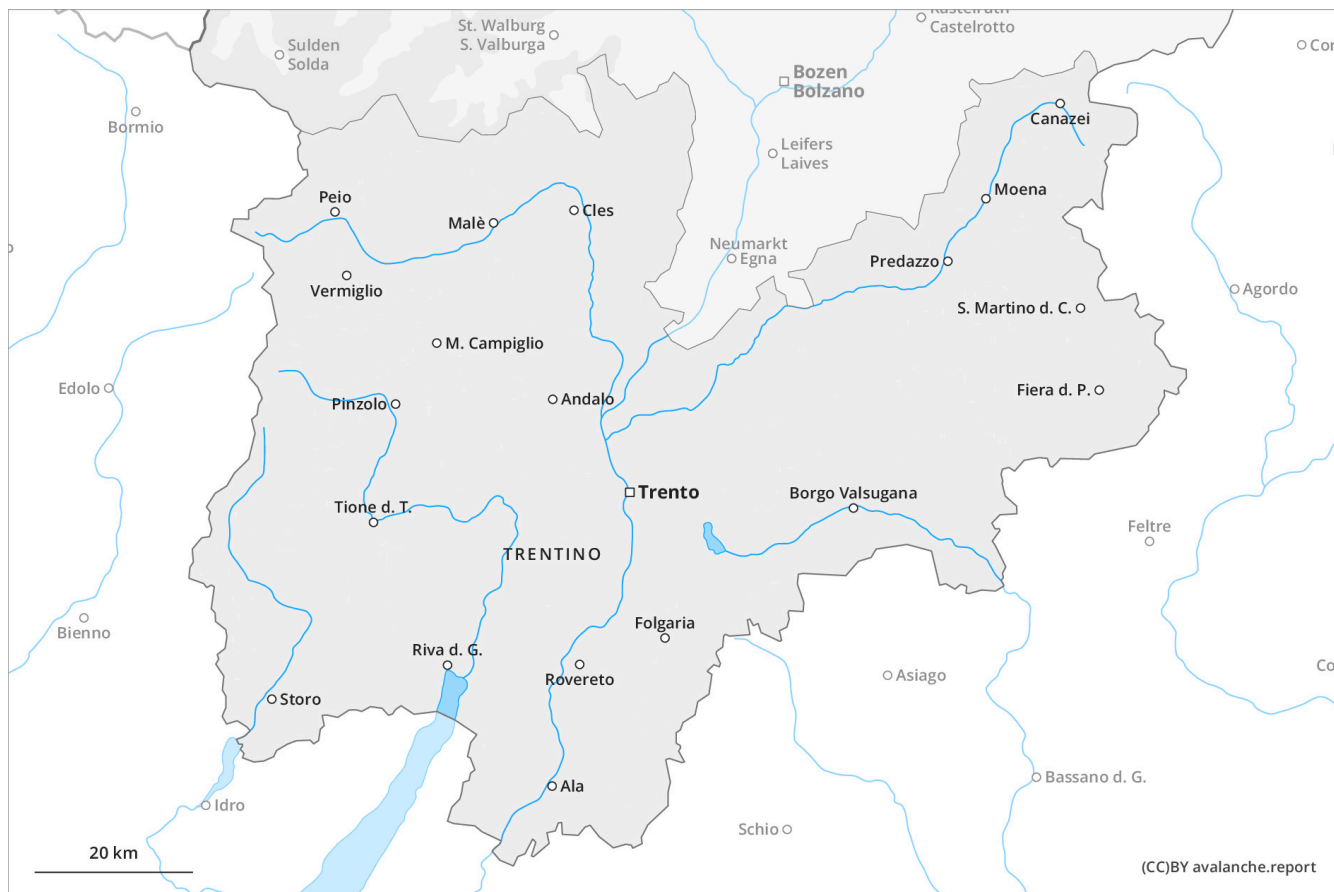 St. Walburg
S. Valburga
Castelrotto
Sulden
Solda
Bozen
Bolzano
Bormio
Canazei
Leifers
Laives
Moena
Peio
Malè
Cles
Neumarkt
Egna
Predazzo
Vermiglio
Agordo
S. Martino d. C.
M. Campiglio
Edolo
Pinzolo
Andalo
Fiera d. P.
Trento
Borgo Valsugana
Tione d. T.
Feltre
TRENTINO
Bienno
Folgaria
Riva d. G.
Rovereto
Asiago
Storo
Ala
Bassano d. G.
Idro
Schio
20 km
(CC)BY avalanche.report